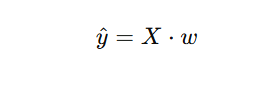 ŷ = X · w